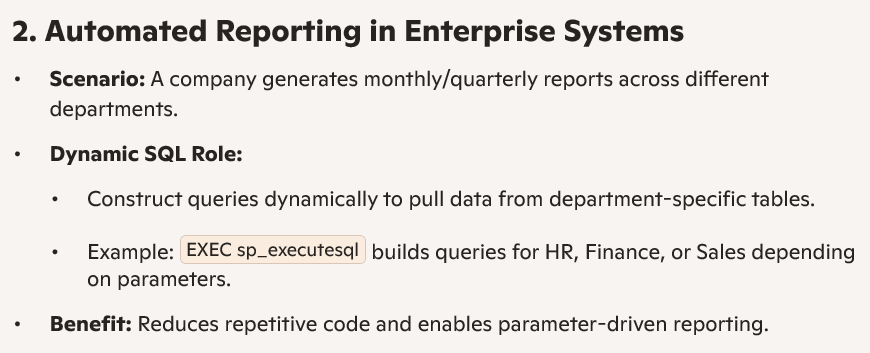 2. Automated Reporting in Enterprise Systems
• Scenario: A company generates monthly/quarterly reports across different
departments.
• Dynamic SQL Role:
• Construct queries dynamically to pull data from department-specific tables.
• Example: EXEC sp_executesql builds queries for HR, Finance, or Sales depending
on parameters.
• Benefit: Reduces repetitive code and enables parameter-driven reporting.